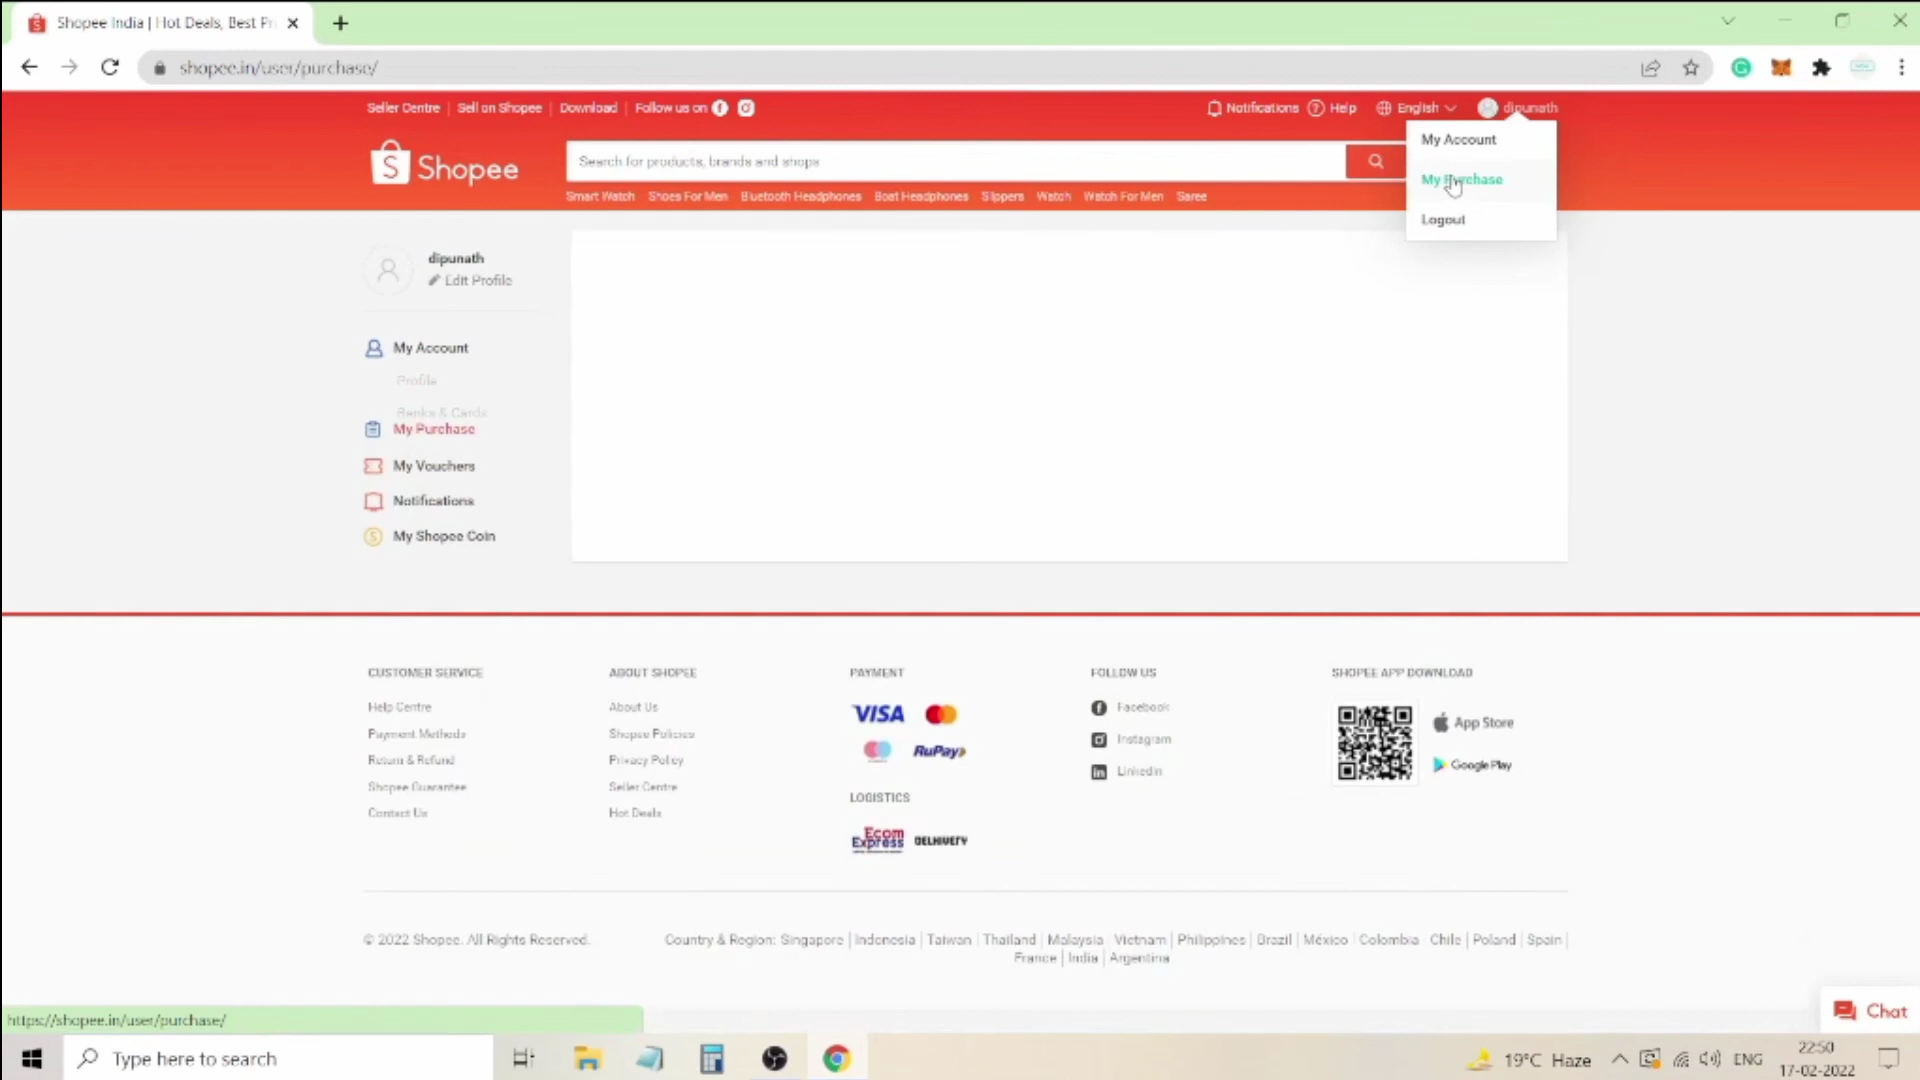 Shopee India | Hot Deals, Best Pri
shopee.in/user/purchase/
Seller Centre | Sell on Shopee | Download | Follow us on
Notifications Help English dipunath
My Account
My Purchase
Logout
Shopee
Search for products, brands and shops
Smart Watch Shoes For Men Bluetooth Headphones Boat Headphones Slippers Watch Watch For Men Saree
dipunath
Edit Profile
My Account
Profile
Banks & Cards
My Purchase
My Vouchers
Notifications
My Shopee Coin
CUSTOMER SERVICE
Help Centre
Payment Methods
Return & Refund
Shopee Guarantee
Contact Us
ABOUT SHOPEE
About Us
Shopee Policies
Privacy Policy
Seller Centre
Hot Deals
PAYMENT
VISA
RuPay
LOGISTICS
Ecom
Express
DELHIVERY
FOLLOW US
Facebook
Instagram
LinkedIn
SHOPEE APP DOWNLOAD
App Store
Google Play
© 2022 Shopee. All Rights Reserved.
Country & Region: Singapore | Indonesia | Taiwan | Thailand | Malaysia | Vietnam | Philippines | Brazil | México | Colombia | Chile | Poland | Spain |
France | India | Argentina
Chat
https://shopee.in/user/purchase/
Type here to search
19°C Haze
ENG
22:50
17-02-2022